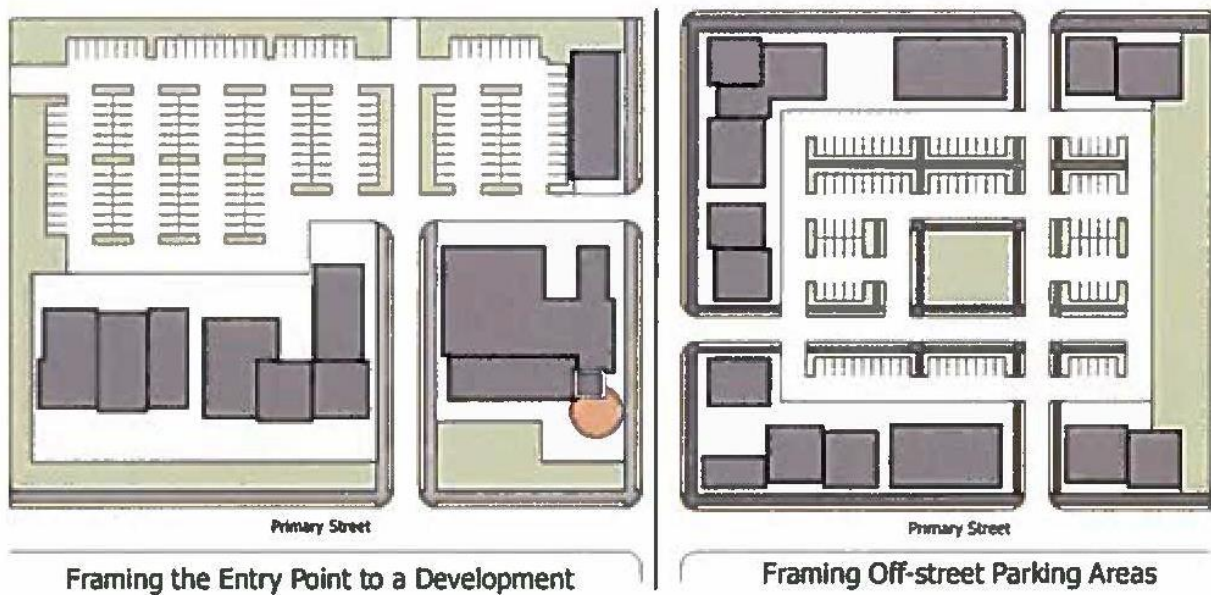 Primary Street
Primary Street
Framing the Entry Point to a Development
Framing Off-street Parking Areas